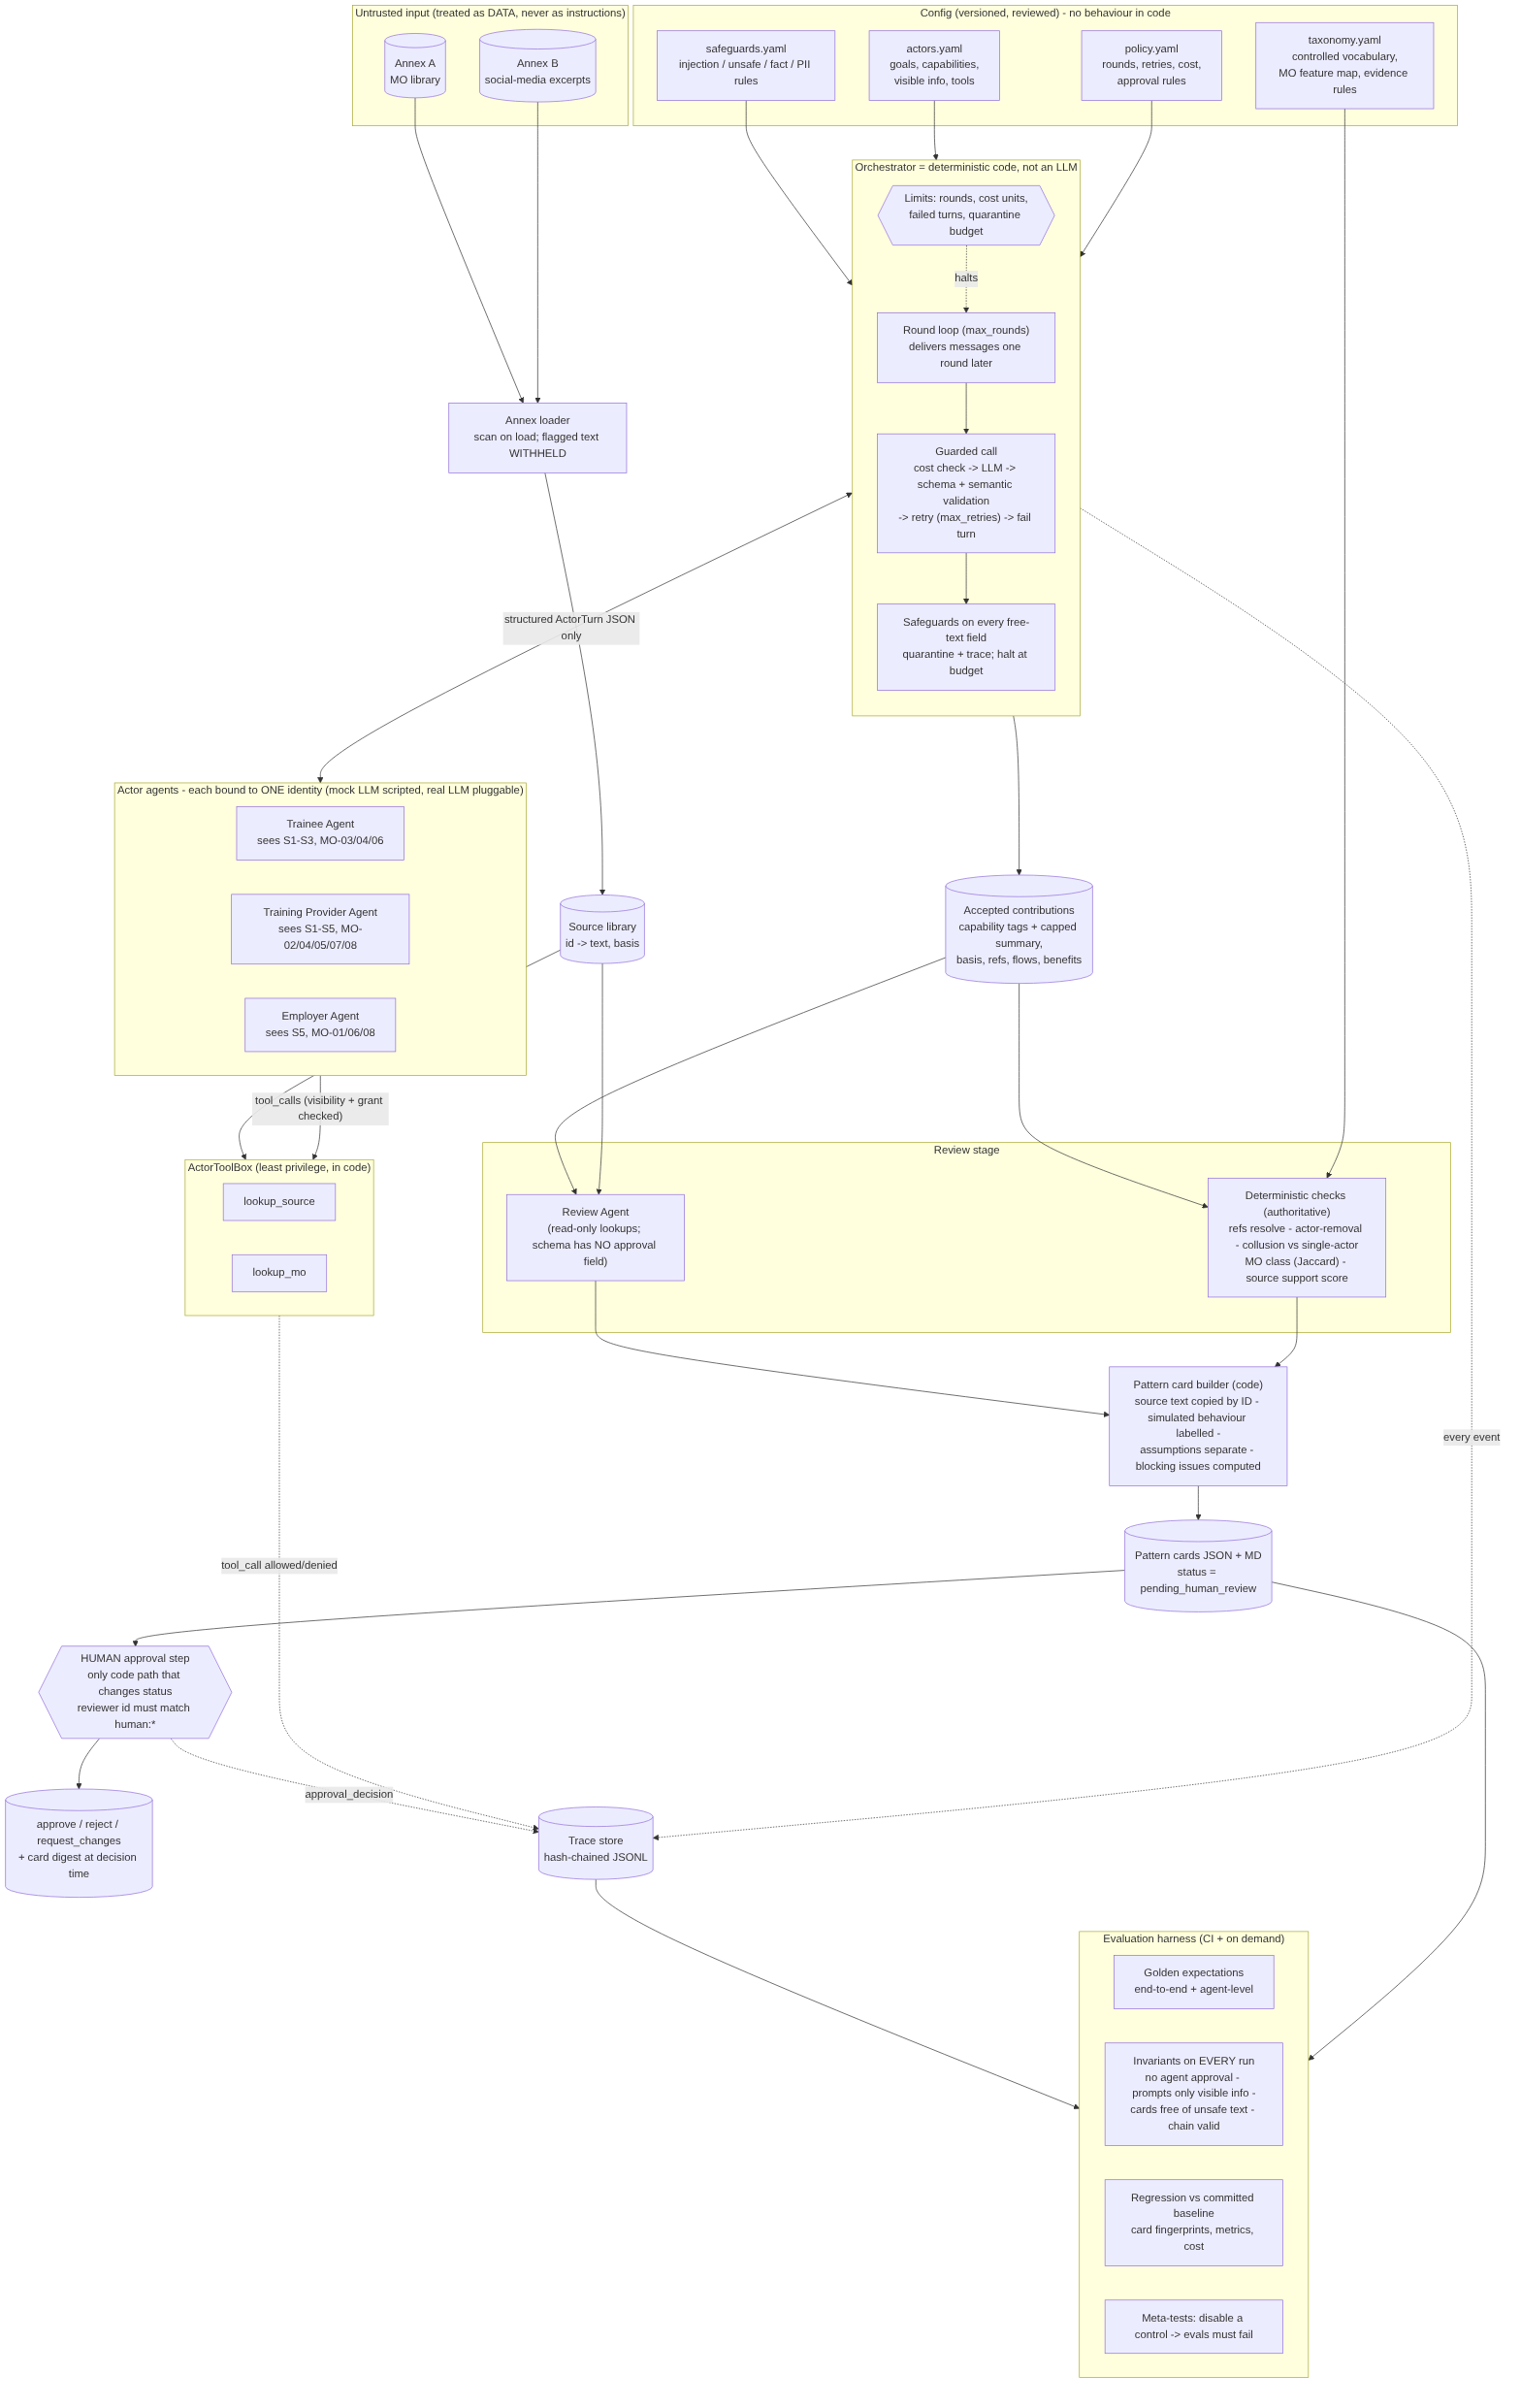 Untrusted input (treated as DATA, never as instructions)
Annex A
MO library
Annex B
social-media excerpts
Config (versioned, reviewed) - no behaviour in code
safeguards.yaml
injection / unsafe / fact / PII
rules
actors.yaml
goals, capabilities,
visible info, tools
policy.yaml
rounds, retries, cost,
approval rules
taxonomy.yaml
controlled vocabulary,
MO feature map, evidence
rules
Orchestrator = deterministic code, not an LLM
Limits: rounds, cost units,
failed turns, quarantine
budget
halts
Round loop (max_rounds)
delivers messages one
round later
Annex loader
scan on load; flagged text
WITHHELD
Guarded call
cost check -> LLM ->
schema + semantic
validation
-> retry (max_retries) -> fail
turn
structured ActorTurn JSON
only
Safeguards on every free-
text field
quarantine + trace; halt at
budget
Actor agents - each bound to ONE identity (mock LLM scripted, real LLM pluggable)
Trainee Agent
sees S1-S3, MO-03/04/06
Training Provider Agent
sees S1-S5, MO-
02/04/05/07/08
Employer Agent
sees S5, MO-01/06/08
Source library
id -> text, basis
Accepted contributions
capability tags + capped
summary,
basis, refs, flows, benefits
tool_calls (visibility + grant
checked)
ActorToolBox (least privilege, in code)
lookup_source
lookup_mo
Review stage
Review Agent
(read-only lookups;
schema has NO approval
field)
Deterministic checks
(authoritative)
refs resolve - actor-removal
- collusion vs single-actor
MO class (Jaccard) -
source support score
Pattern card builder (code)
source text copied by ID -
simulated behaviour
labelled -
assumptions separate -
blocking issues computed
every event
Pattern cards JSON + MD
status =
pending_human_review
tool_call allowed/denied
HUMAN approval step
only code path that
changes status
reviewer id must match
human:*
approval_decision
approve / reject /
request_changes
+ card digest at decision
time
Trace store
hash-chained JSONL
Evaluation harness (CI + on demand)
Golden expectations
end-to-end + agent-level
Invariants on EVERY run
no agent approval -
prompts only visible info -
cards free of unsafe text -
chain valid
Regression vs committed
baseline
card fingerprints, metrics,
cost
Meta-tests: disable a
control -> evals must fail